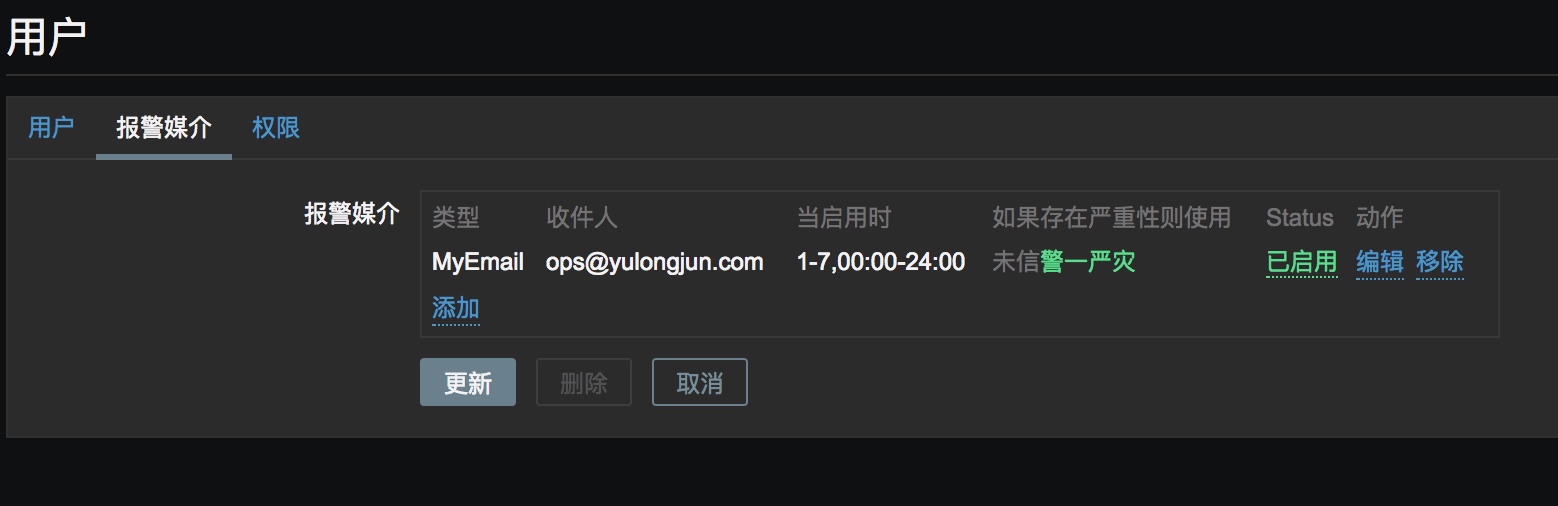 用户
用户 报警媒介 权限
报警媒介 类型 收件人 当启用时 如果存在严重性则使用 Status 动作
MyEmail ops@yulongjun.com 1-7,00:00-24:00 未信警一严灾 已启用 编辑 移除
添加
更新 删除 取消